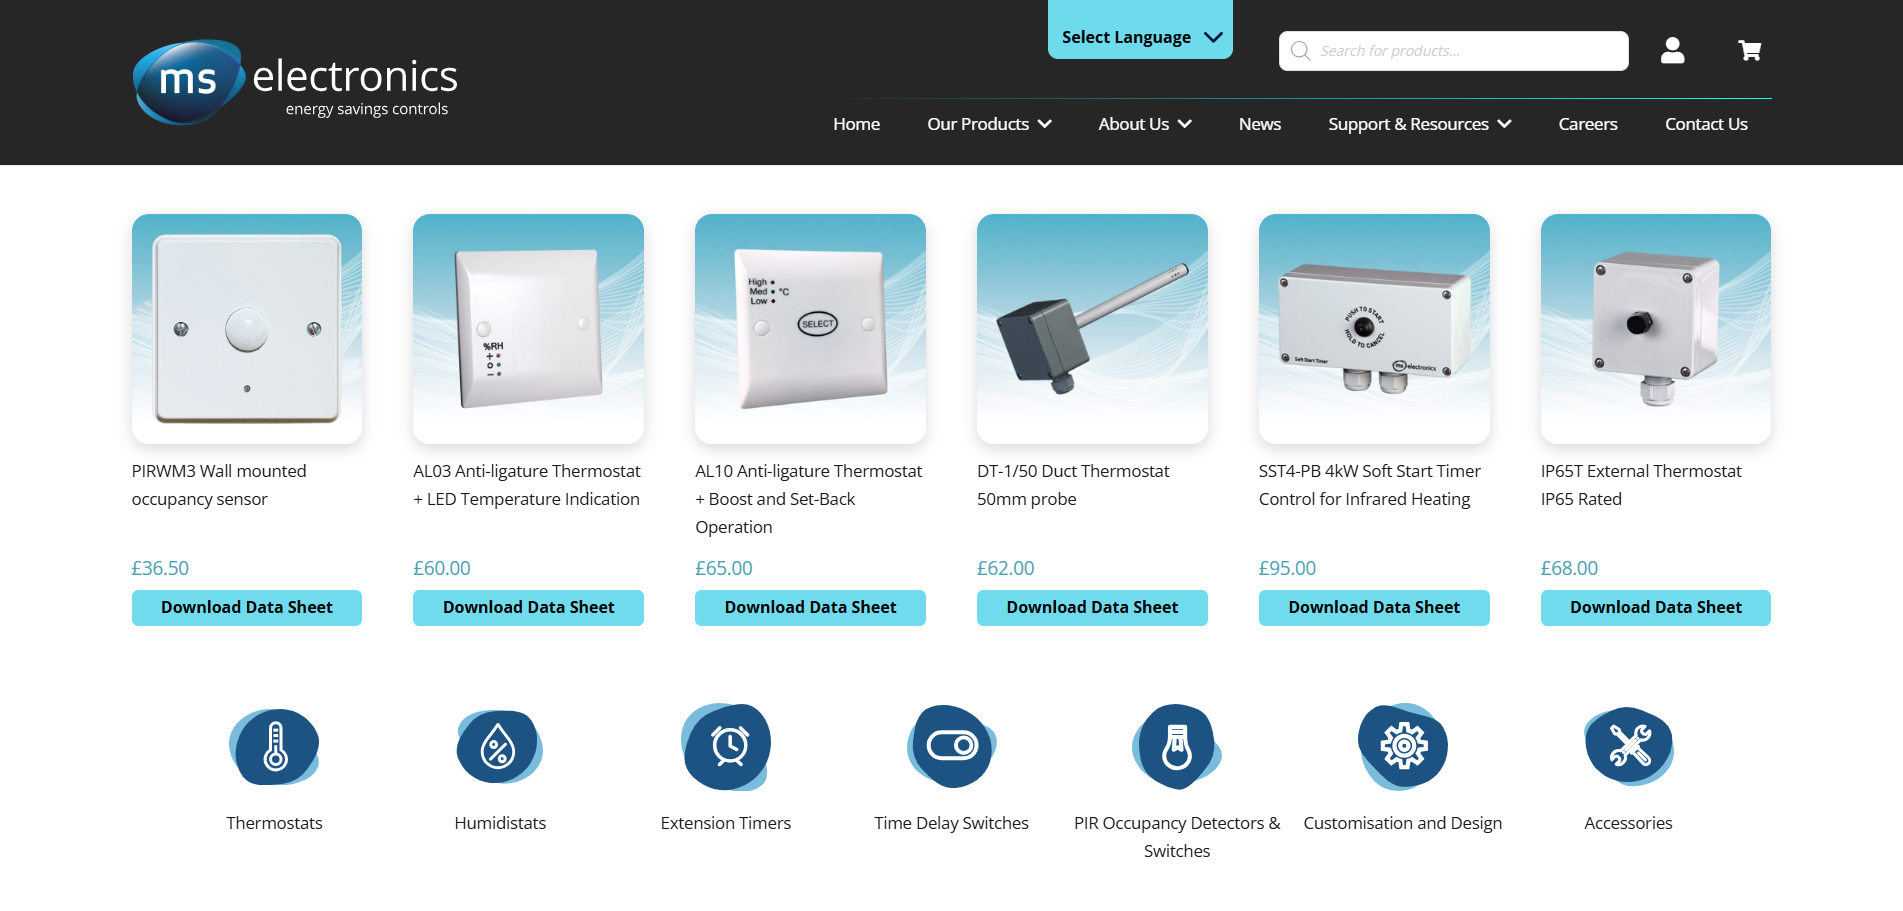 Select Language
Search for products...
ms electronics
energy savings controls
Home Our Products About Us News Support & Resources Careers Contact Us
High
Med °C
Low
SELECT
%RH
+
o
-
PUSH TO START
HOLD TO CANCEL
Soft Start Timer
ms electronics
PIRWM3 Wall mounted
occupancy sensor
£36.50
Download Data Sheet
AL03 Anti-ligature Thermostat
+ LED Temperature Indication
£60.00
Download Data Sheet
AL10 Anti-ligature Thermostat
+ Boost and Set-Back
Operation
£65.00
Download Data Sheet
DT-1/50 Duct Thermostat
50mm probe
£62.00
Download Data Sheet
SST4-PB 4kW Soft Start Timer
Control for Infrared Heating
£95.00
Download Data Sheet
IP65T External Thermostat
IP65 Rated
£68.00
Download Data Sheet
Thermostats
Humidistats
Extension Timers
Time Delay Switches
PIR Occupancy Detectors &
Switches
Customisation and Design
Accessories